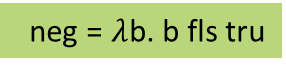 neg = λb. b fls tru